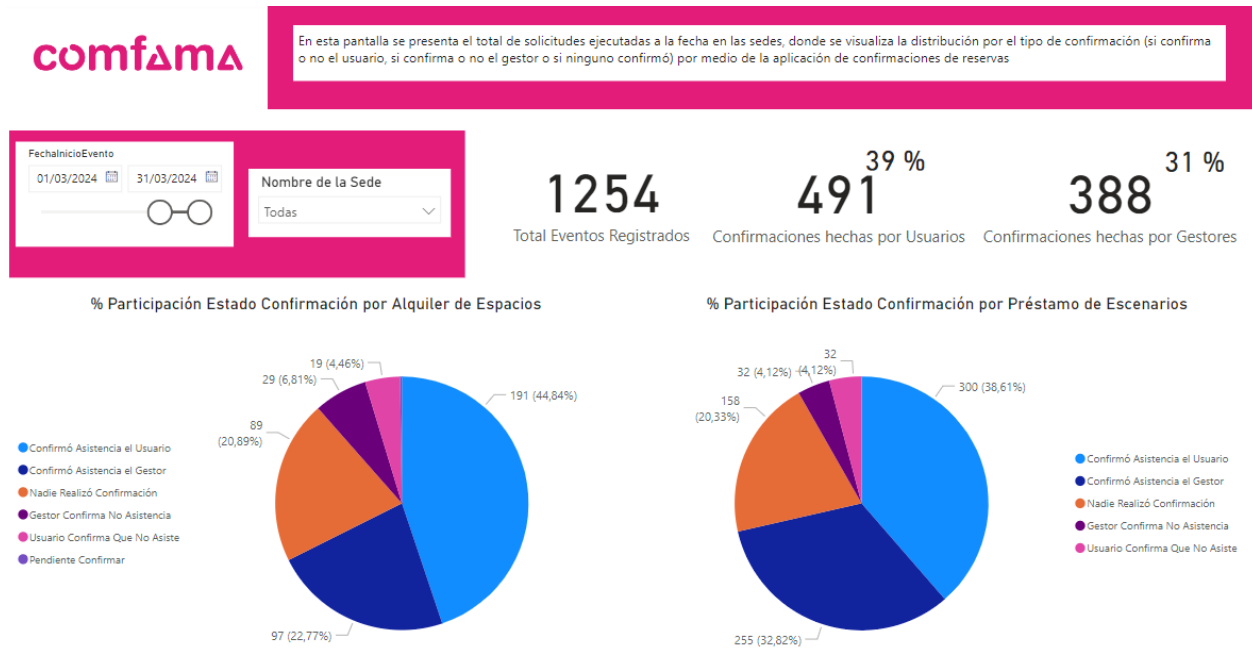 comfama
En esta pantalla se presenta el total de solicitudes ejecutadas a la fecha en las sedes, donde se visualiza la distribución por el tipo de confirmación (si confirma
o no el usuario, si confirma o no el gestor o si ninguno confirmó) por medio de la aplicación de confirmaciones de reservas
FechaInicioEvento
01/03/2024 31/03/2024
Nombre de la Sede
Todas
1254
Total Eventos Registrados
39 %
491
Confirmaciones hechas por Usuarios
31 %
388
Confirmaciones hechas por Gestores
% Participación Estado Confirmación por Alquiler de Espacios
19 (4,46%)
29 (6,81%)
89
(20,89%)
191 (44,84%)
97 (22,77%)
Confirmó Asistencia el Usuario
Confirmó Asistencia el Gestor
Nadie Realizó Confirmación
Gestor Confirma No Asistencia
Usuario Confirma Que No Asiste
Pendiente Confirmar
% Participación Estado Confirmación por Préstamo de Escenarios
32
(4,12%)
32 (4,12%)
158
(20,33%)
300 (38,61%)
255 (32,82%)
Confirmó Asistencia el Usuario
Confirmó Asistencia el Gestor
Nadie Realizó Confirmación
Gestor Confirma No Asistencia
Usuario Confirma Que No Asiste